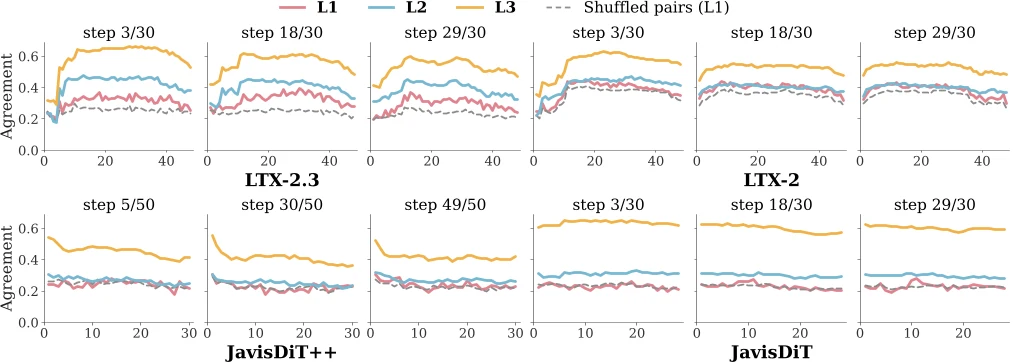 L1 L2 L3 Shuffled pairs (L1)
step 3/30 step 18/30 step 29/30 step 3/30 step 18/30 step 29/30
Agreement
0.6
0.4
0.2
0.0
0 20 40 0 20 40 0 20 40 0 20 40 0 20 40 0 20 40
LTX-2.3 LTX-2
step 5/50 step 30/50 step 49/50 step 3/30 step 18/30 step 29/30
Agreement
0.6
0.4
0.2
0.0
0 10 20 30 0 10 20 30 0 10 20 30 0 10 20 0 10 20 0 10 20
JavisDiT++ JavisDiT